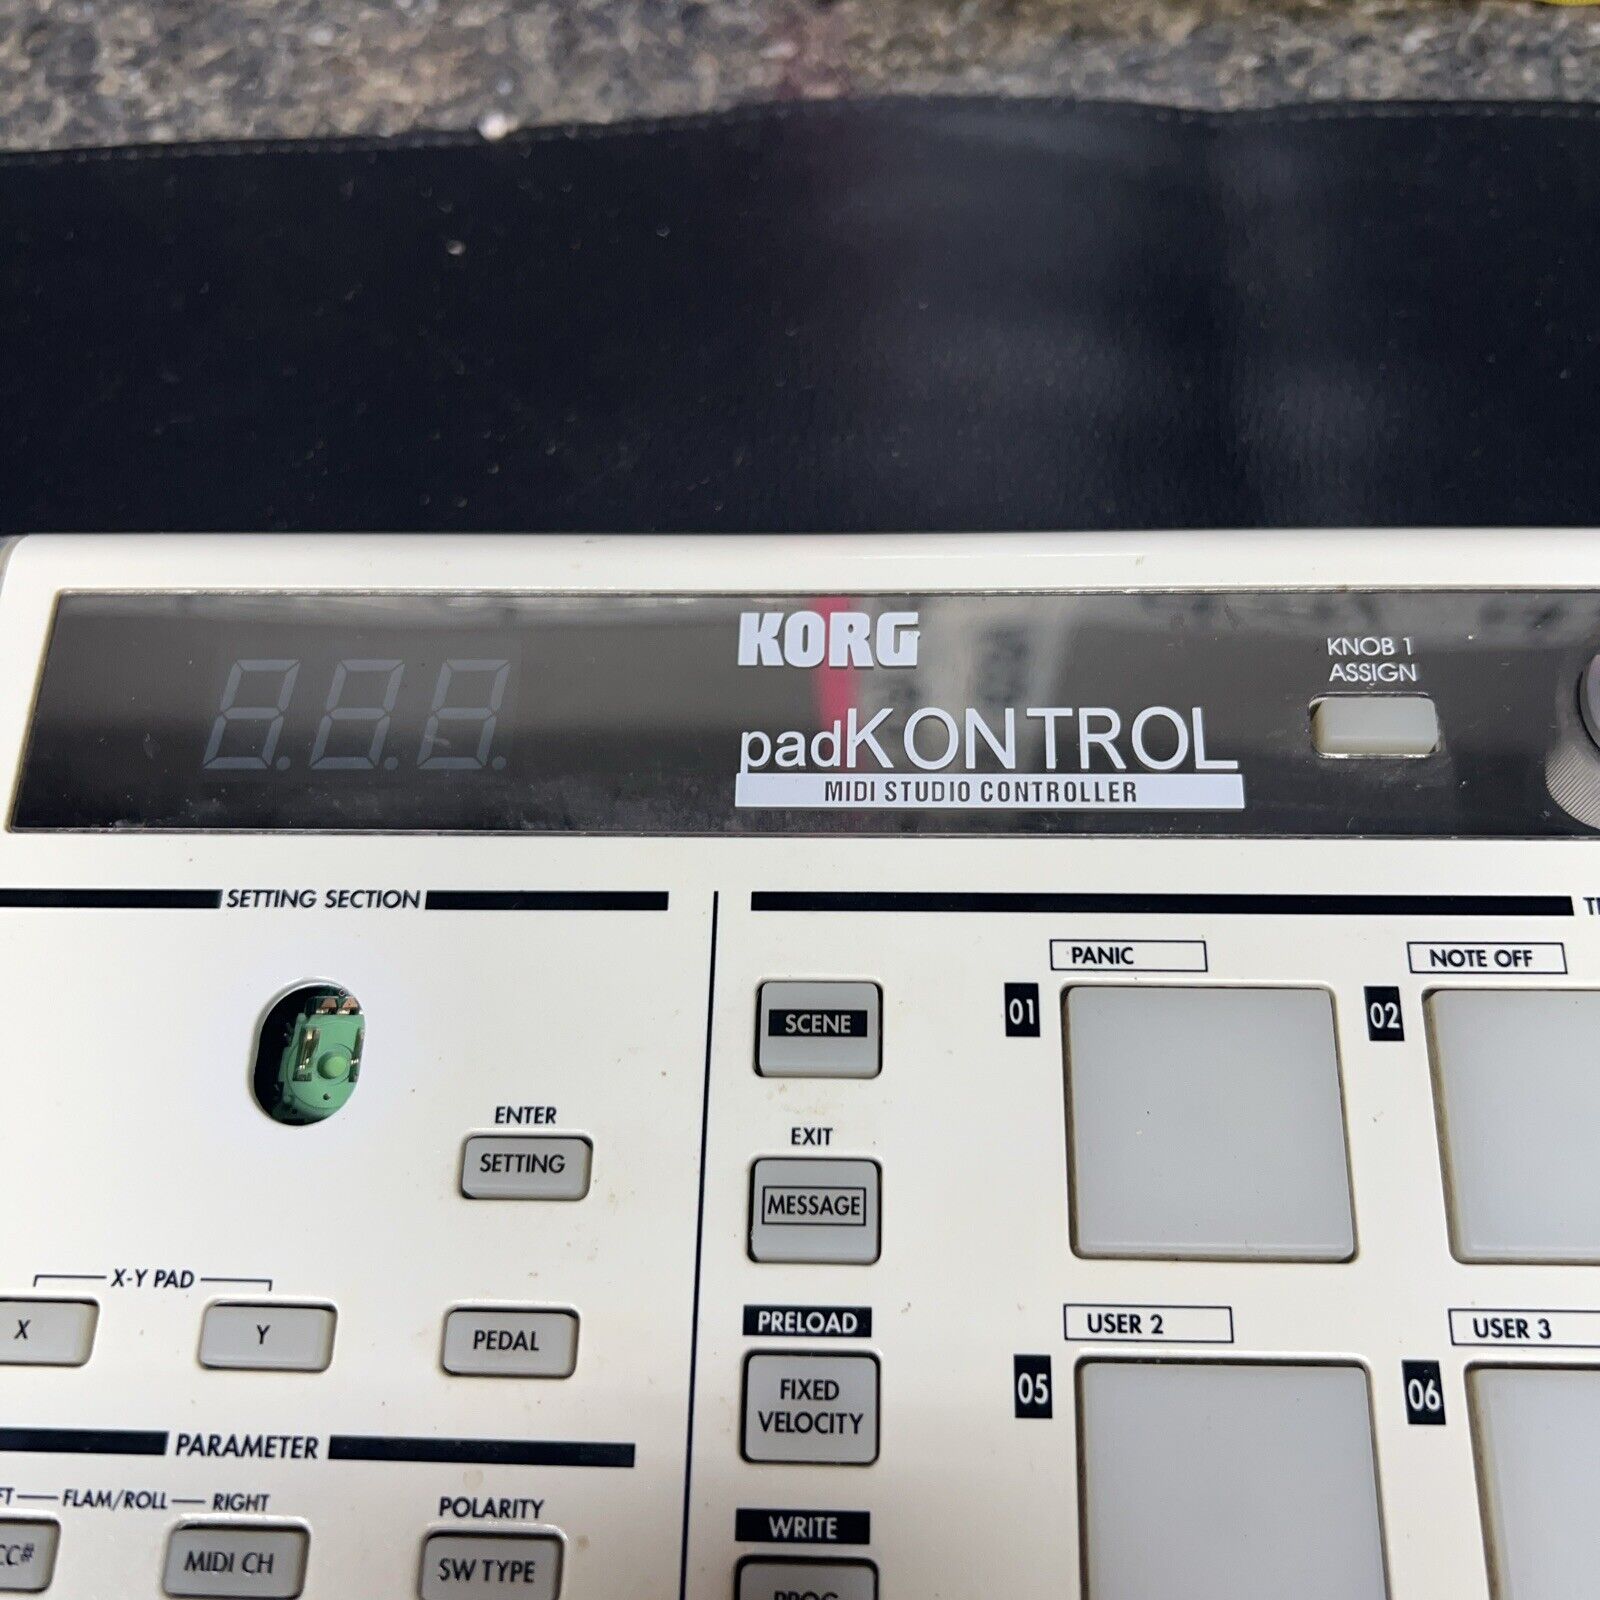 KORG
padKONTROL
MIDI STUDIO CONTROLLER
KNOB 1
ASSIGN
SETTING SECTION
ENTER
SETTING
X-Y PAD
X
Y
PEDAL
PARAMETER
FLAM/ROLL
RIGHT
POLARITY
CC#
MIDI CH
SW TYPE
SCENE
EXIT
MESSAGE
PRELOAD
FIXED
VELOCITY
WRITE
PROG
PANIC
01
NOTE OFF
02
USER 2
05
USER 3
06